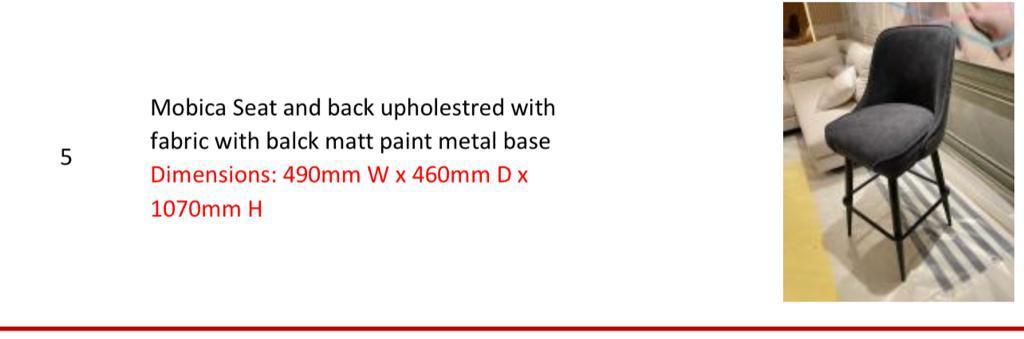 5
Mobica Seat and back upholestred with
fabric with balck matt paint metal base
Dimensions: 490mm W x 460mm D x
1070mm H